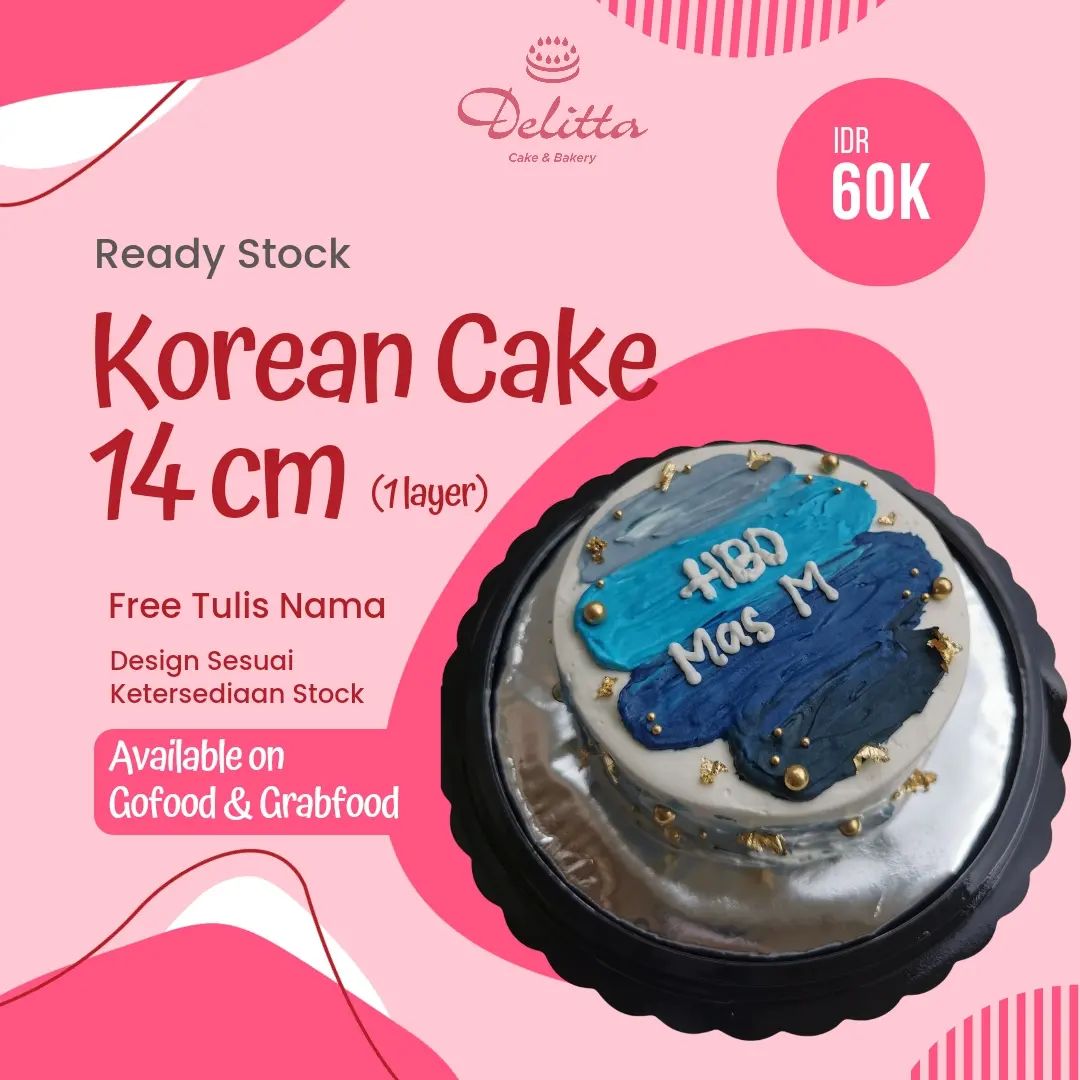 Delitta
Cake & Bakery
IDR
60K
Ready Stock
Korean Cake
14 cm (1 layer)
Free Tulis Nama
Design Sesuai
Ketersediaan Stock
Available on
Gofood & Grabfood
HBD
Mas M